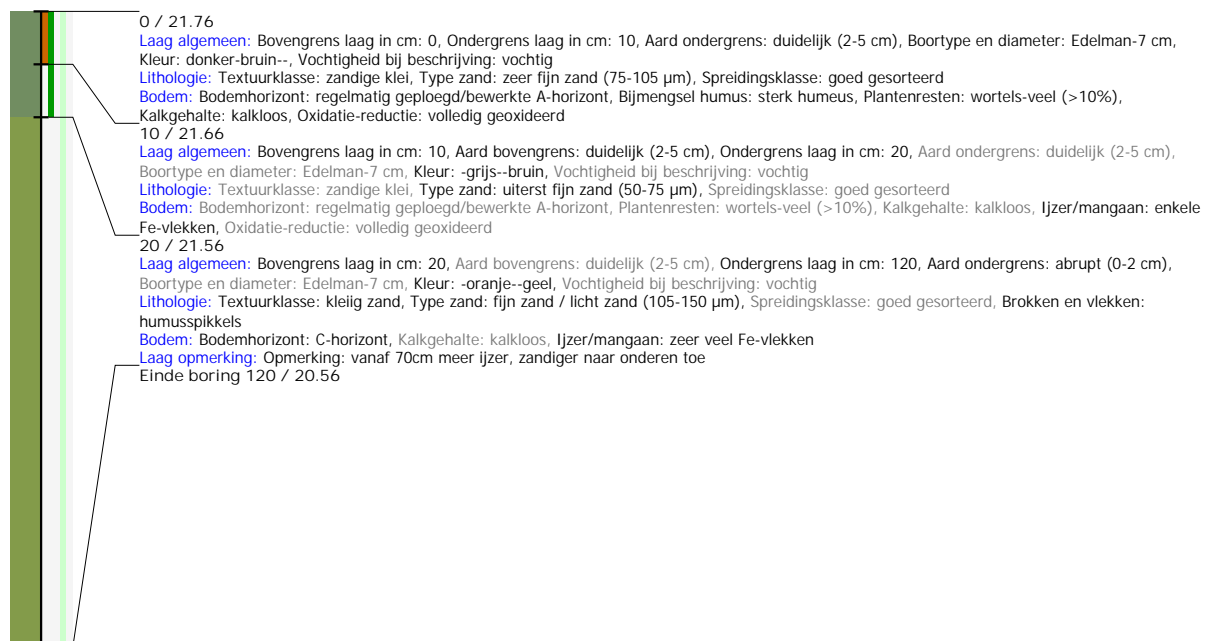 0 / 21.76
Laag algemeen: Bovengrens laag in cm: 0, Ondergrens laag in cm: 10, Aard ondergrens: duidelijk (2-5 cm), Boortype en diameter: Edelman-7 cm,
Kleur: donker-bruin--, Vochtigheid bij beschrijving: vochtig
Lithologie: Textuurklasse: zandige klei, Type zand: zeer fijn zand (75-105 µm), Spreidingsklasse: goed gesorteerd
Bodem: Bodemhorizont: regelmatig geploegd/bewerkte A-horizont, Bijmengsel humus: sterk humeus, Plantenresten: wortels-veel (>10%),
Kalkgehalte: kalkloos, Oxidatie-reductie: volledig geoxideerd
10 / 21.66
Laag algemeen: Bovengrens laag in cm: 10, Aard bovengrens: duidelijk (2-5 cm), Ondergrens laag in cm: 20, Aard ondergrens: duidelijk (2-5 cm),
Boortype en diameter: Edelman-7 cm, Kleur: -grijs--bruin, Vochtigheid bij beschrijving: vochtig
Lithologie: Textuurklasse: zandige klei, Type zand: uiterst fijn zand (50-75 µm), Spreidingsklasse: goed gesorteerd
Bodem: Bodemhorizont: regelmatig geploegd/bewerkte A-horizont, Plantenresten: wortels-veel (>10%), Kalkgehalte: kalkloos, Ijzer/mangaan: enkele
Fe-vlekken, Oxidatie-reductie: volledig geoxideerd
20 / 21.56
Laag algemeen: Bovengrens laag in cm: 20, Aard bovengrens: duidelijk (2-5 cm), Ondergrens laag in cm: 120, Aard ondergrens: abrupt (0-2 cm),
Boortype en diameter: Edelman-7 cm, Kleur: -oranje--geel, Vochtigheid bij beschrijving: vochtig
Lithologie: Textuurklasse: kleiig zand, Type zand: fijn zand / licht zand (105-150 µm), Spreidingsklasse: goed gesorteerd, Brokken en vlekken:
humusspikkels
Bodem: Bodemhorizont: C-horizont, Kalkgehalte: kalkloos, Ijzer/mangaan: zeer veel Fe-vlekken
Laag opmerking: Opmerking: vanaf 70cm meer ijzer, zandiger naar onderen toe
Einde boring 120 / 20.56